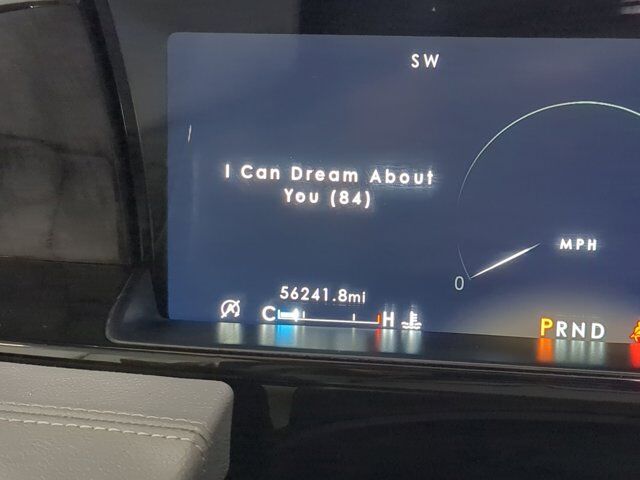 SW
I Can Dream About
You (84)
MPH
0
56241.8mi
C H
PRND